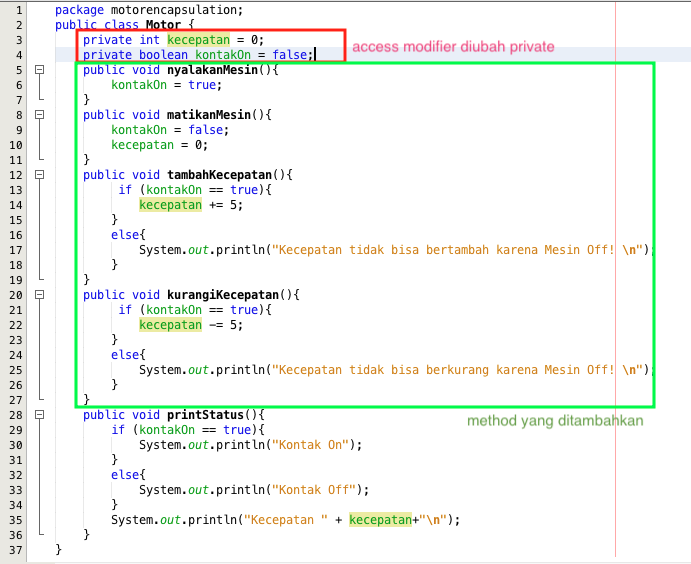 1 package motorencapsulation;
2 public class Motor {
3 private int kecepatan = 0;
access modifier diubah private
4 private boolean kontakOn = false;
5 public void nyalakanMesin(){
6 kontakOn = true;
7 }
8 public void matikanMesin(){
9 kontakOn = false;
10 kecepatan = 0;
11 }
12 public void tambahKecepatan(){
13 if (kontakOn == true){
14 kecepatan += 5;
15 }
16 else{
17 System.out.println("Kecepatan tidak bisa bertambah karena Mesin Off! \n");
18 }
19 }
20 public void kurangiKecepatan(){
21 if (kontakOn == true){
22 kecepatan -= 5;
23 }
24 else{
25 System.out.println("Kecepatan tidak bisa berkurang karena Mesin Off! \n");
26 }
27 }
28 public void printStatus(){
method yang ditambahkan
29 if (kontakOn == true){
30 System.out.println("Kontak On");
31 }
32 else{
33 System.out.println("Kontak Off");
34 }
35 System.out.println("Kecepatan " + kecepatan+"\n");
36 }
37 }